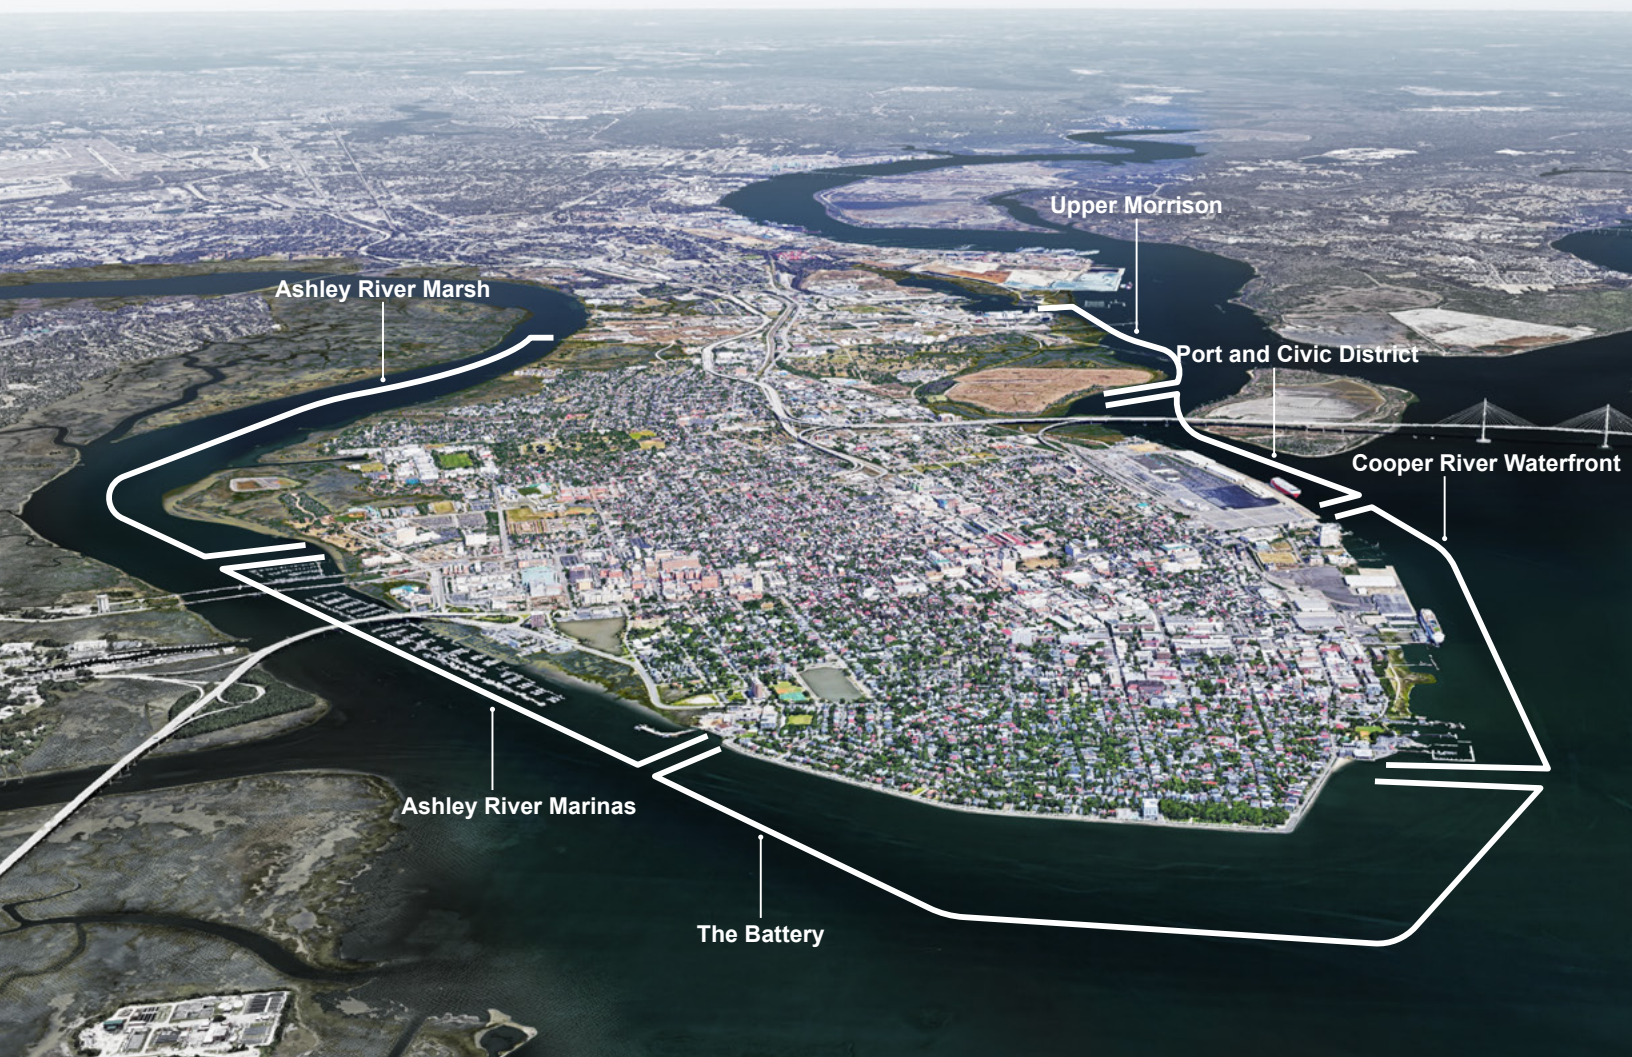 Upper Morrison
Ashley River Marsh
Port and Civic District
Cooper River Waterfront
Ashley River Marinas
The Battery